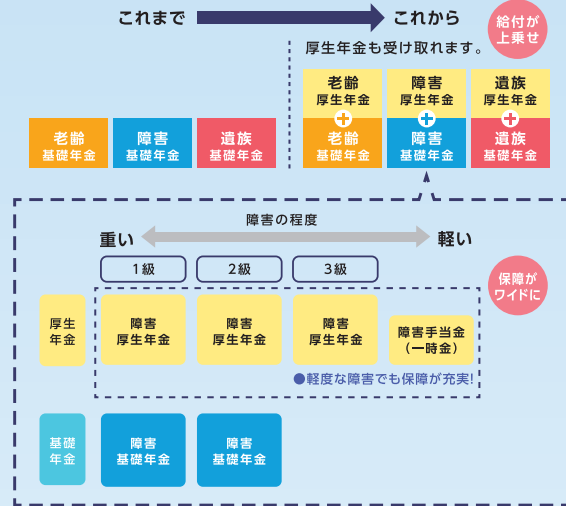 これまで
これから
給付が
上乗せ
厚生年金も受け取れます。
老齢
厚生年金
障害
厚生年金
遺族
厚生年金
老齢
基礎年金
障害
基礎年金
遺族
基礎年金
+
老齢
基礎年金
+
障害
基礎年金
+
遺族
基礎年金
障害の程度
重い
軽い
1級
2級
3級
保障が
ワイドに
厚生
年金
障害
厚生年金
障害
厚生年金
障害
厚生年金
障害手当金
（一時金）
●軽度な障害でも保障が充実!
基礎
年金
障害
基礎年金
障害
基礎年金